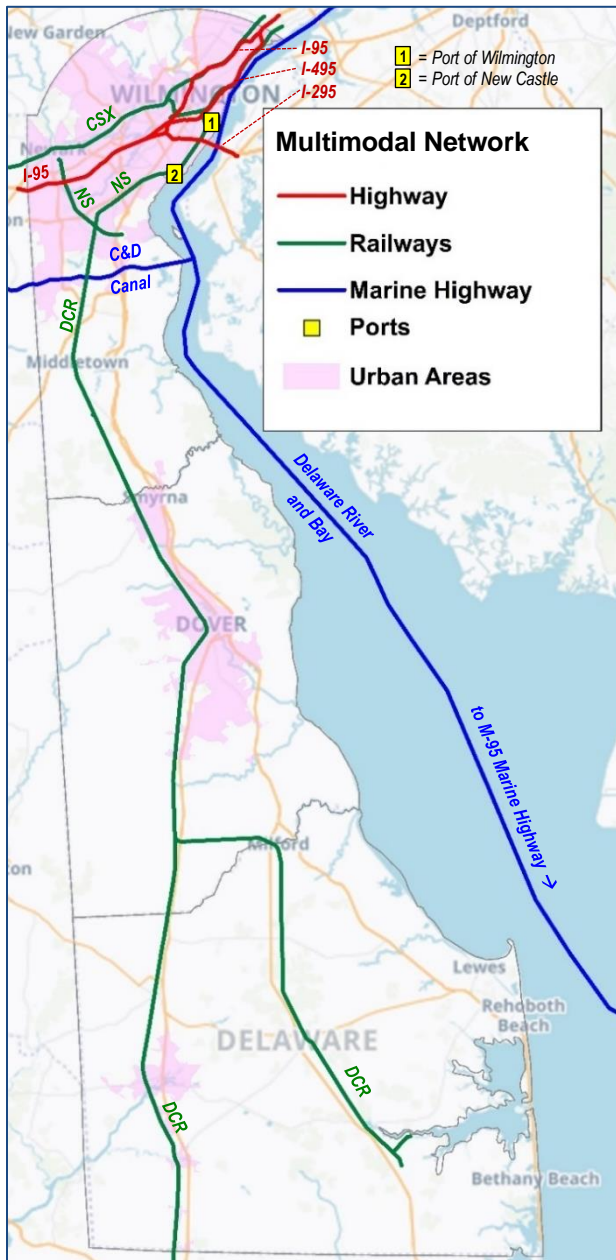 New Garden
Deptford
I-95
1 = Port of Wilmington
I-495
2 = Port of New Castle
WILMINGTON
I-295
CSX
1
Multimodal Network
Newark
I-95
NS
NS
2
Highway
Railways
C&D
Canal
Marine Highway
DCR
Ports
Middletown
Urban Areas
Delaware River
and Bay
Smyrna
DOVER
to M-95 Marine Highway →
Milford
ton
Lewes
Rehoboth
Beach
DELAWARE
DCR
DCR
Bethany Beach